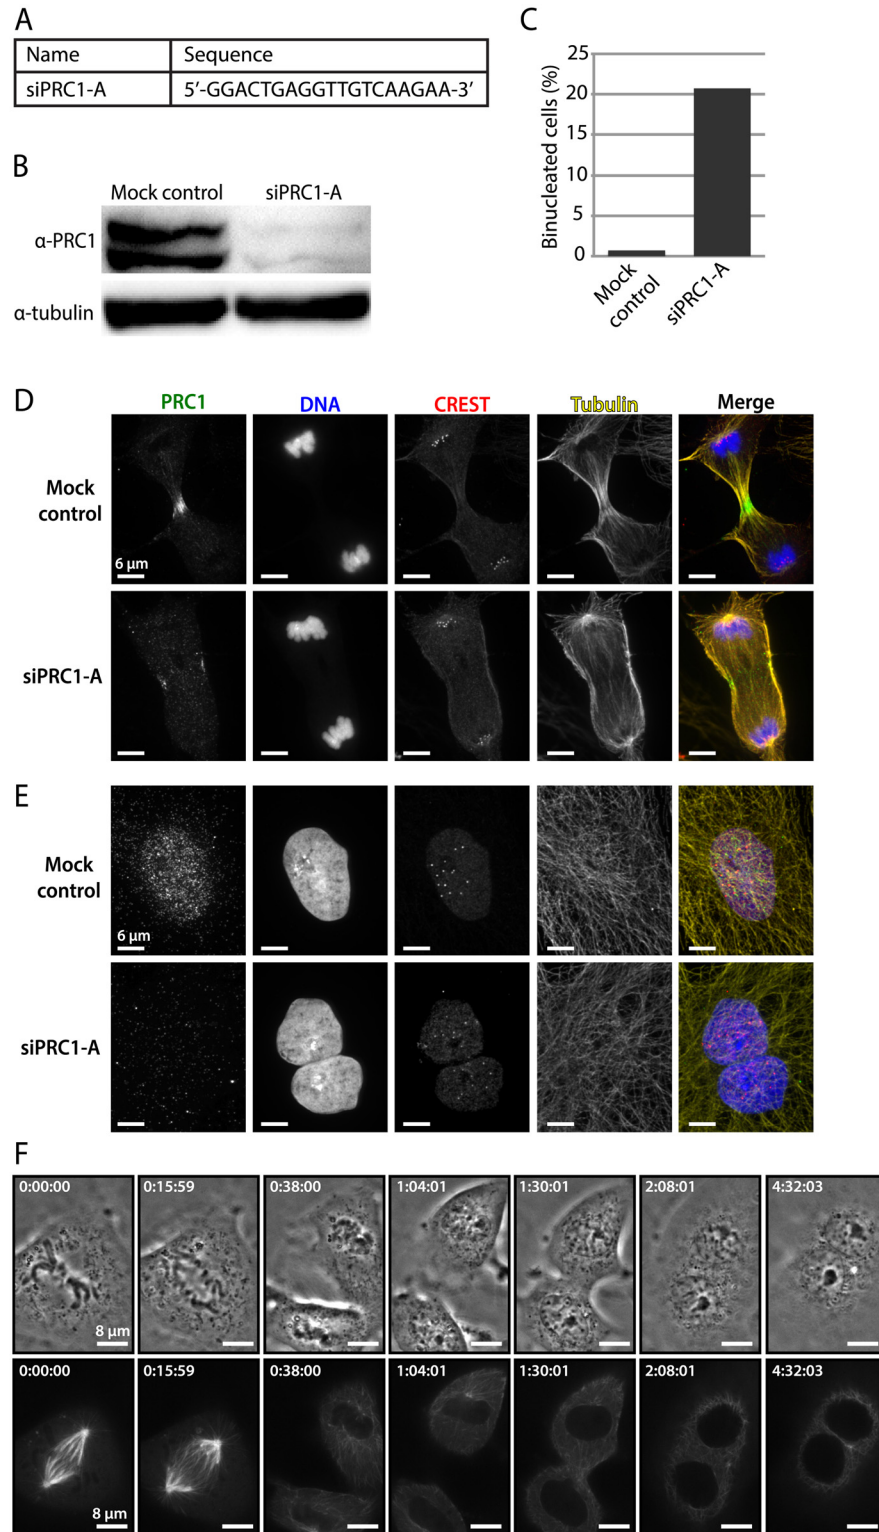 A
Name Sequence
siPRC1-A 5′-GGACTGAGGTTGTCAAGAA-3′
B
Mock control siPRC1-A
α-PRC1
α-tubulin
C
Binucleated cells (%)
25
20
15
10
5
0
Mock
control
siPRC1-A
D
PRC1 DNA CREST Tubulin Merge
Mock
control
6 μm
siPRC1-A
E
Mock
control
6 μm
siPRC1-A
F
0:00:00 0:15:59 0:38:00 1:04:01 1:30:01 2:08:01 4:32:03
8 μm
0:00:00 0:15:59 0:38:00 1:04:01 1:30:01 2:08:01 4:32:03
8 μm